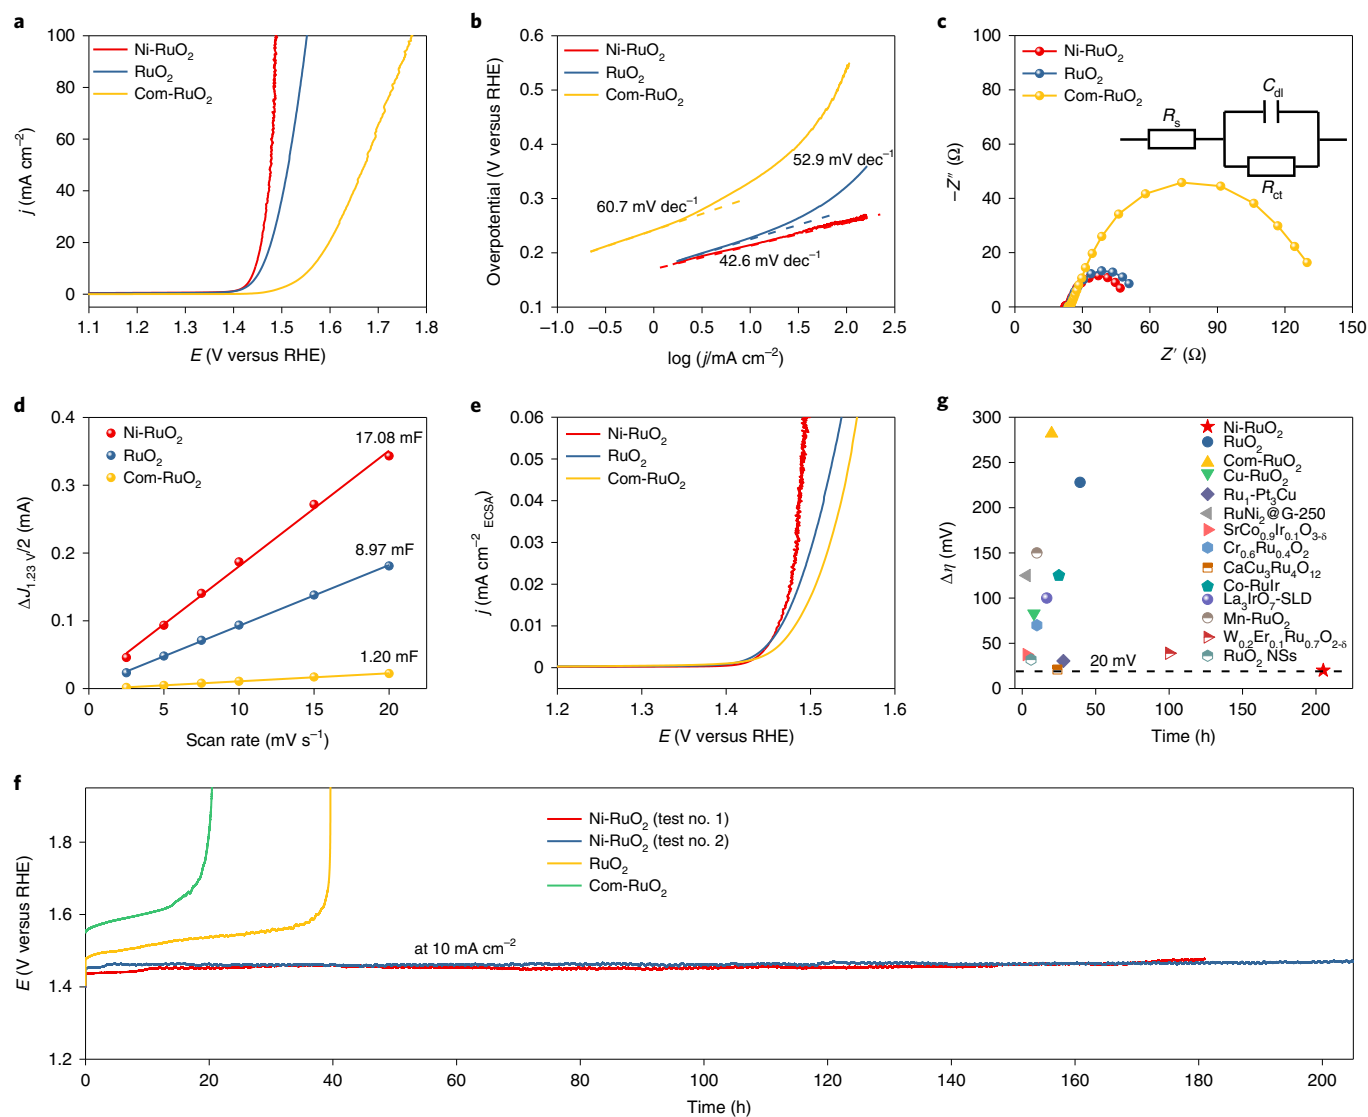 a
100
80
60
40
20
0
j (mA cm⁻²)
Ni-RuO₂
RuO₂
Com-RuO₂
1.1 1.2 1.3 1.4 1.5 1.6 1.7 1.8
E (V versus RHE)
b
0.6
0.5
0.4
0.3
0.2
0.1
Overpotential (V versus RHE)
Ni-RuO₂
RuO₂
Com-RuO₂
52.9 mV dec⁻¹
60.7 mV dec⁻¹
42.6 mV dec⁻¹
−1.0 −0.5 0 0.5 1.0 1.5 2.0 2.5
log (j/mA cm⁻²)
c
−100
−80
60
40
20
0
−Z″ (Ω)
Ni-RuO₂
RuO₂
Com-RuO₂
Rs
Cdl
Rct
0 30 60 90 120 150
Z′ (Ω)
d
0.4
0.3
0.2
0.1
0
ΔJ₁.₂₃ V/2 (mA)
Ni-RuO₂
RuO₂
Com-RuO₂
17.08 mF
8.97 mF
1.20 mF
0 5 10 15 20
Scan rate (mV s⁻¹)
e
0.06
0.05
0.04
0.03
0.02
0.01
0
j (mA cm⁻² ECSA)
Ni-RuO₂
RuO₂
Com-RuO₂
1.2 1.3 1.4 1.5 1.6
E (V versus RHE)
g
300
250
200
150
100
50
0
Δη (mV)
Ni-RuO₂
RuO₂
Com-RuO₂
Cu-RuO₂
Ru₁-Pt₃Cu
RuNi₂@G-250
SrCo₀.₉Ir₀.₁O₃₋δ
Cr₀.₆Ru₀.₄O₂
CaCu₃Ru₄O₁₂
Co-RuIr
La₃IrO₇-SLD
Mn-RuO₂
W₀.₂Er₀.₁Ru₀.₇O₂₋δ
RuO₂ NSs
20 mV
0 50 100 150 200
Time (h)
f
1.8
1.6
1.4
1.2
E (V versus RHE)
Ni-RuO₂ (test no. 1)
Ni-RuO₂ (test no. 2)
RuO₂
Com-RuO₂
at 10 mA cm⁻²
0 20 40 60 80 100 120 140 160 180 200
Time (h)